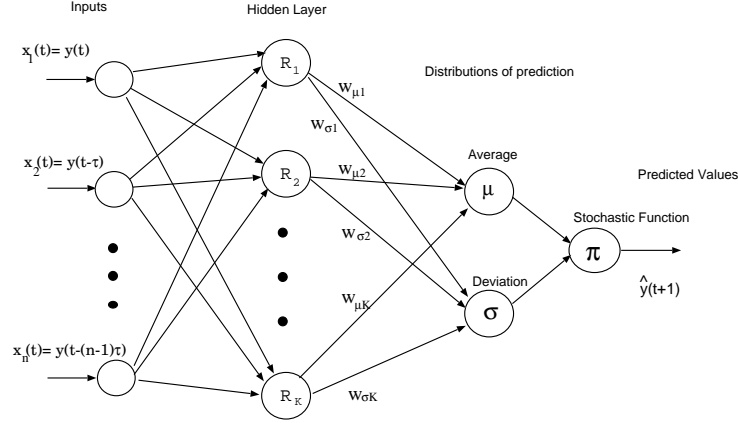 Inputs
Hidden Layer
x₁(t)= y(t)
R₁
Distributions of prediction
wμ1
wσ1
x₂(t)= y(t-τ)
R₂
wμ2
Average
μ
Predicted Values
Stochastic Function
π
wσ2
ŷ(t+1)
Deviation
σ
wμK
xₙ(t)= y(t-(n-1)τ)
R_K
wσK